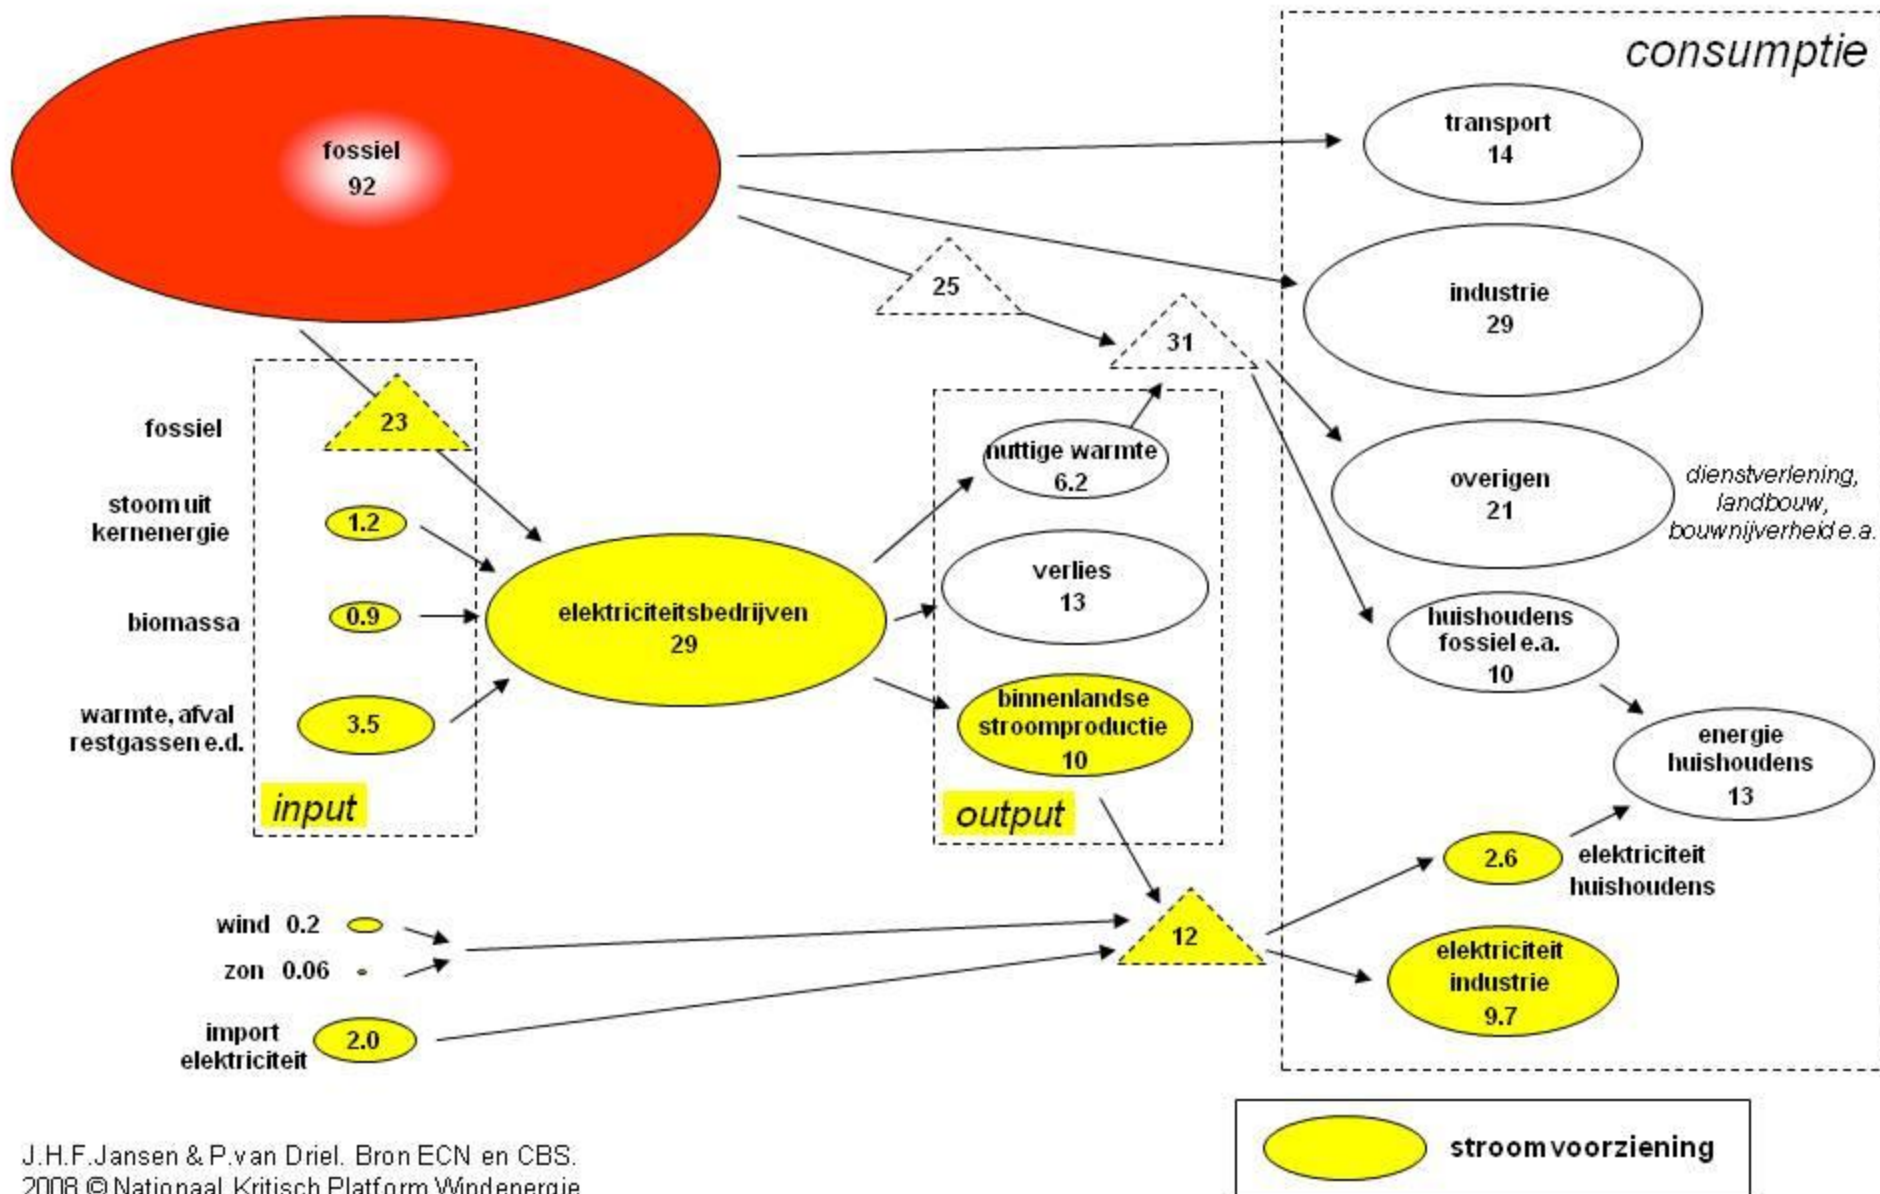 consumptie
fossiel
92
transport
14
industrie
29
25
31
fossiel
23
stoom uit
kernenergie
1.2
biomassa
0.9
warmte, afval
restgassen e.d.
3.5
input
elektriciteitsbedrijven
29
nuttige warmte
6.2
verlies
13
binnenlandse
stroomproductie
10
output
overigen
21
dienstverlening,
landbouw,
bouwnijverheid e.a.
huishoudens
fossiel e.a.
10
energie
huishoudens
13
2.6
elektriciteit
huishoudens
wind 0.2
zon 0.06
import
elektriciteit
2.0
12
elektriciteit
industrie
9.7
stroomvoorziening
J.H.F.Jansen & P.van Driel. Bron ECN en CBS.
2008 © Nationaal Kritisch Platform Windenergie